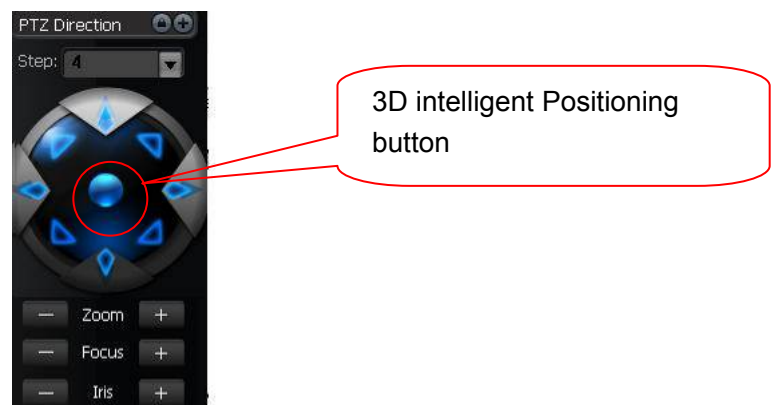 PTZ Direction
Step: 4
3D intelligent Positioning
button
Zoom
Focus
Iris